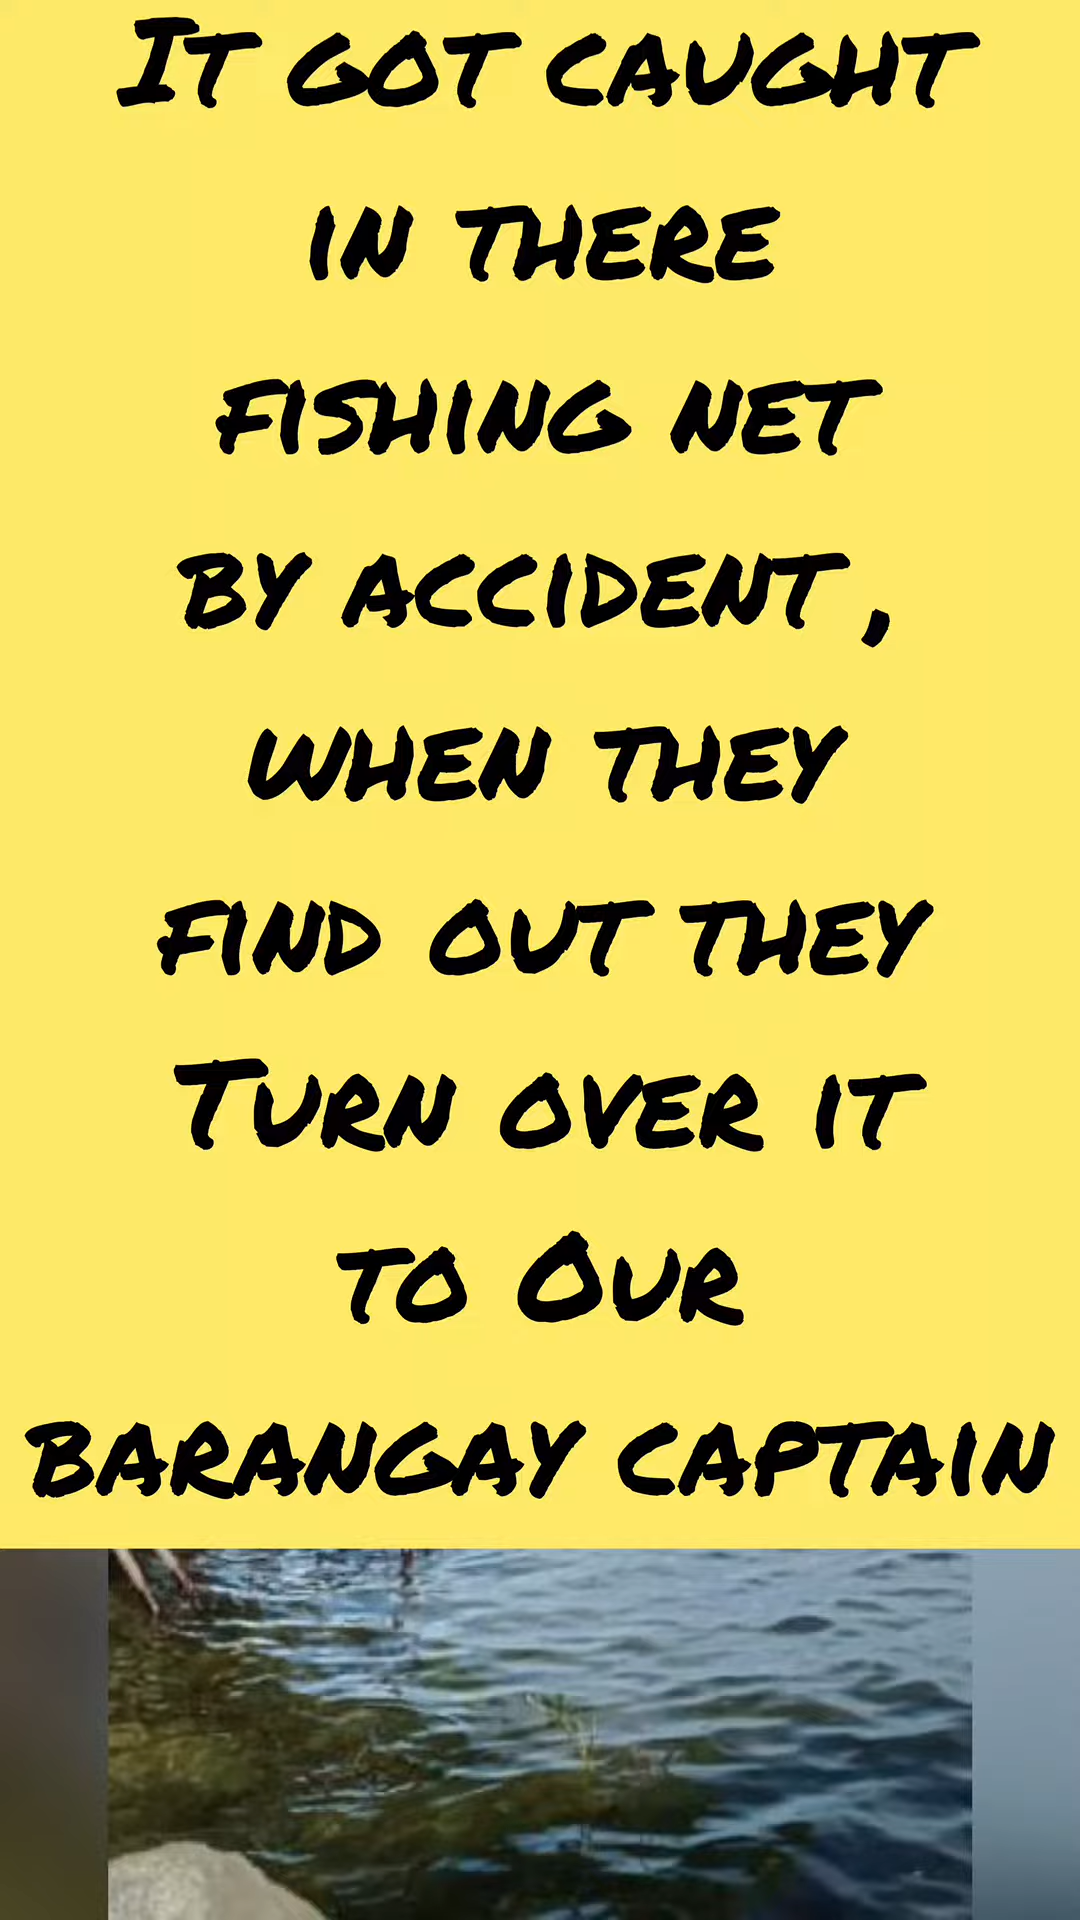 It got caught
in there
fishing net
by accident ,
when they
find out they
Turn over it
to Our
barangay captain